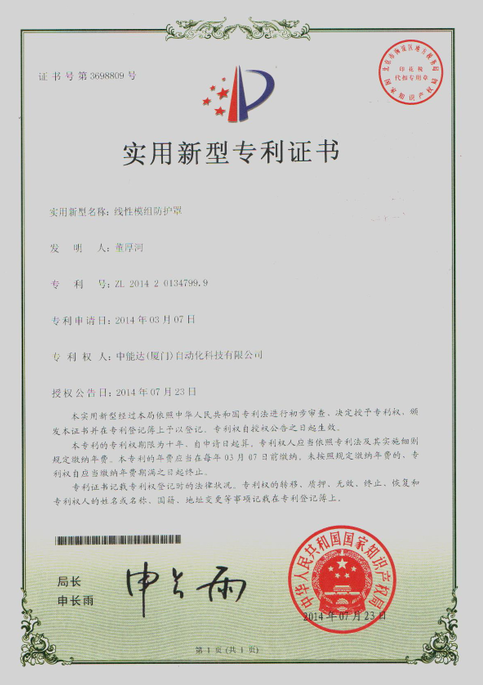 证书号第3698809号
印花税
代扣专用章
国家知识产权局
实用新型专利证书
实用新型名称：线性模组防护罩
发明人：董厚河
专利号：ZL 2014 2 0134799.9
专利申请日：2014年03月07日
专利权人：中能达(厦门)自动化科技有限公司
授权公告日：2014年07月23日
本实用新型经过本局依照中华人民共和国专利法进行初步审查，决定授予专利权，颁
发本证书并在专利登记簿上予以登记。专利权自授权公告之日起生效。
本专利的专利权期限为十年，自申请日起算。专利权人应当依照专利法及其实施细则
规定缴纳年费。本专利的年费应当在每年03月07日前缴纳。未按照规定缴纳年费的，专
利权自应当缴纳年费期满之日起终止。
专利证书记载专利权登记时的法律状况。专利权的转移、质押、无效、终止、恢复和
专利权人的姓名或名称、国籍、地址变更等事项记载在专利登记簿上。
局长
申长雨
申长雨
中华人民共和国国家知识产权局
2014年07月23日
第1页(共1页)